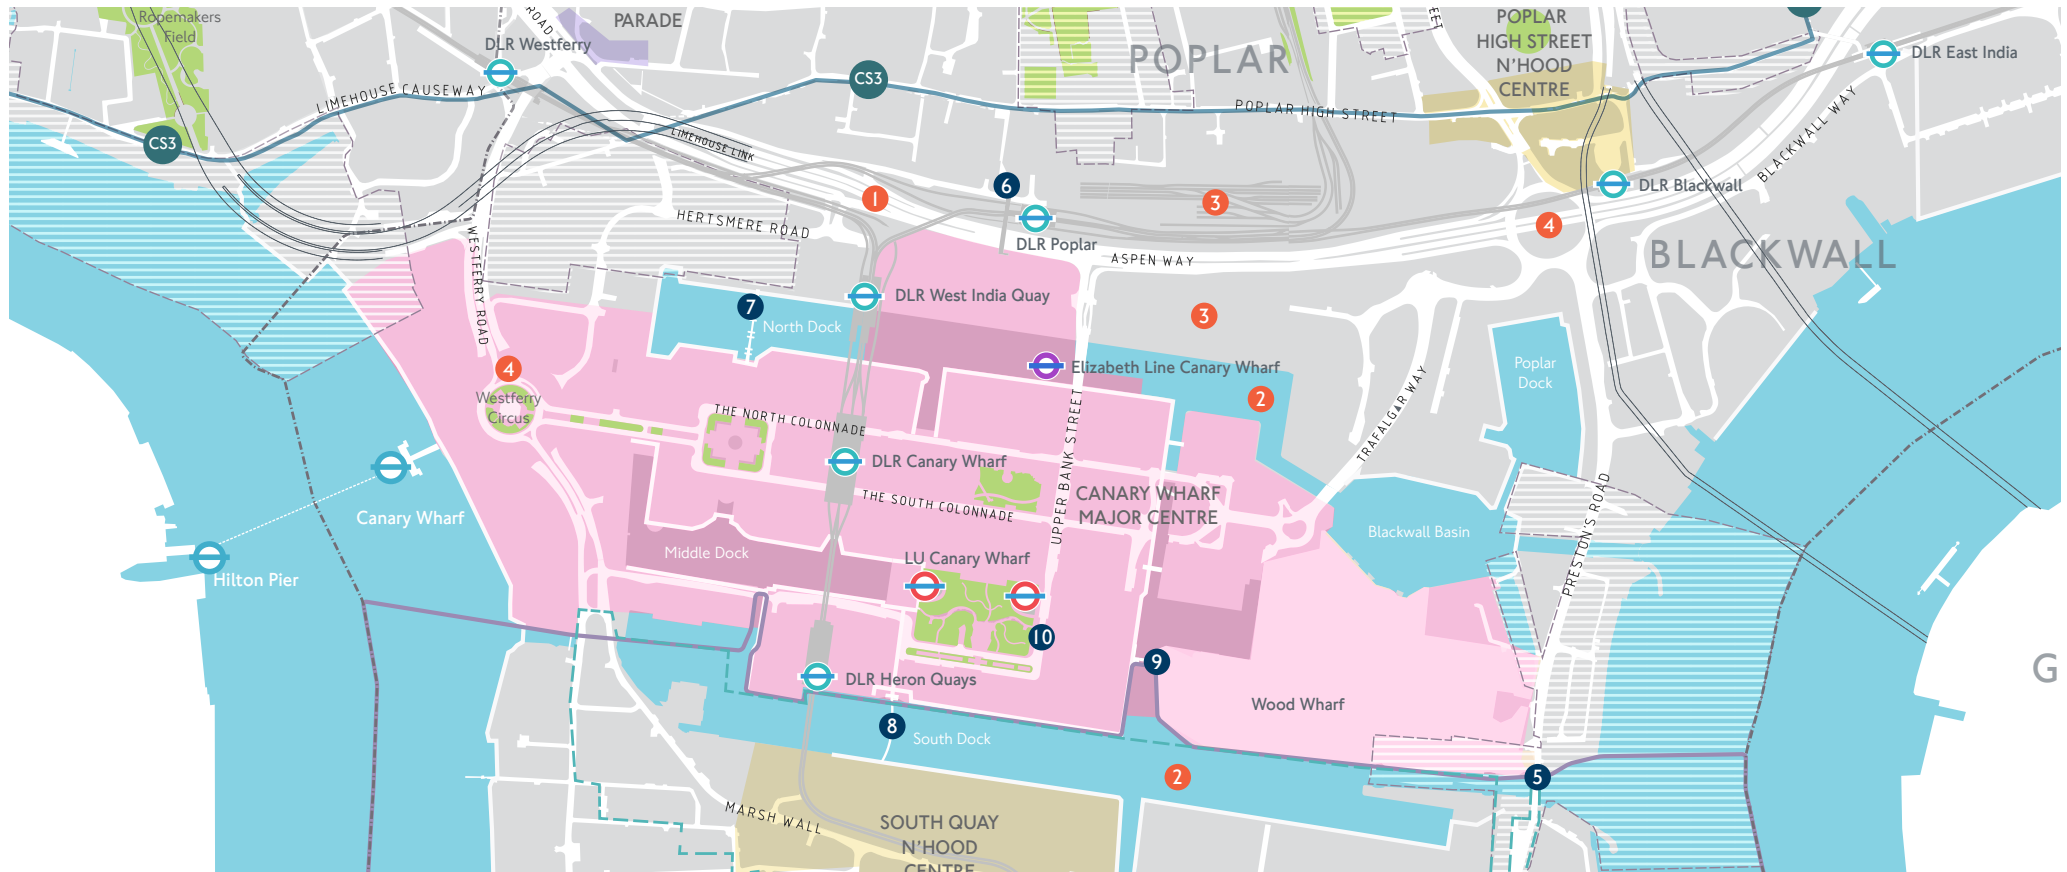 Ropemakers
Field
ROAD
PARADE
DLR Westferry
CS3
POPLAR
STREET
POPLAR
HIGH STREET
N'HOOD
CENTRE
DLR East India
LIMEHOUSE CAUSEWAY
CS3
LIMEHOUSE LINK
POPLAR HIGH STREET
BLACKWALL WAY
6
DLR Blackwall
1
3
HERTSMERE ROAD
DLR Poplar
4
ASPEN WAY
BLACKWALL
WESTFERRY ROAD
DLR West India Quay
7
North Dock
3
4
Elizabeth Line Canary Wharf
Poplar
Dock
Westferry
Circus
2
THE NORTH COLONNADE
UPPER BANK STREET
TRAFALGAR WAY
DLR Canary Wharf
THE SOUTH COLONNADE
CANARY WHARF
MAJOR CENTRE
Canary Wharf
PRESTON'S ROAD
Blackwall Basin
Middle Dock
LU Canary Wharf
Hilton Pier
10
9
G
DLR Heron Quays
Wood Wharf
8
South Dock
2
5
MARSH WALL
SOUTH QUAY
N'HOOD
CENTRE